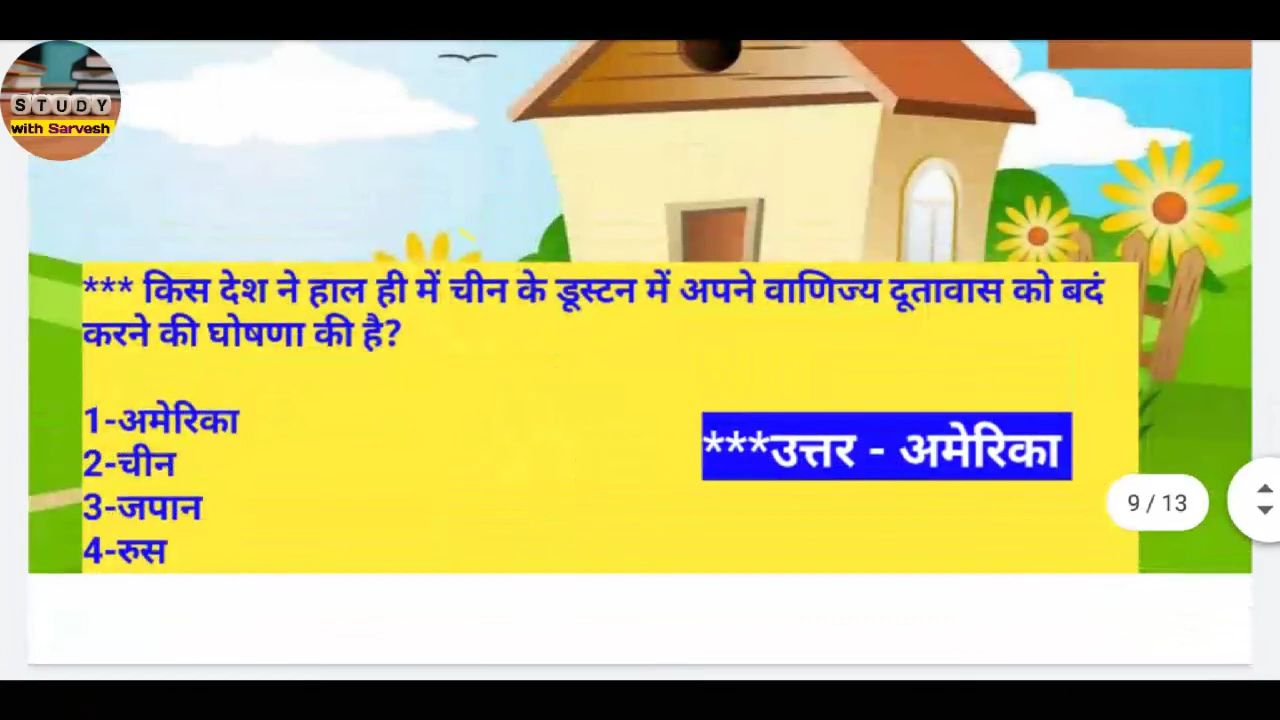 STUDY
with Sarvesh
*** किस देश ने हाल ही में चीन के डूस्टन में अपने वाणिज्य दूतावास को बदं
करने की घोषणा की है?
1-अमेरिका
2-चीन
3-जपान
4-रुस
***उत्तर - अमेरिका
9 / 13